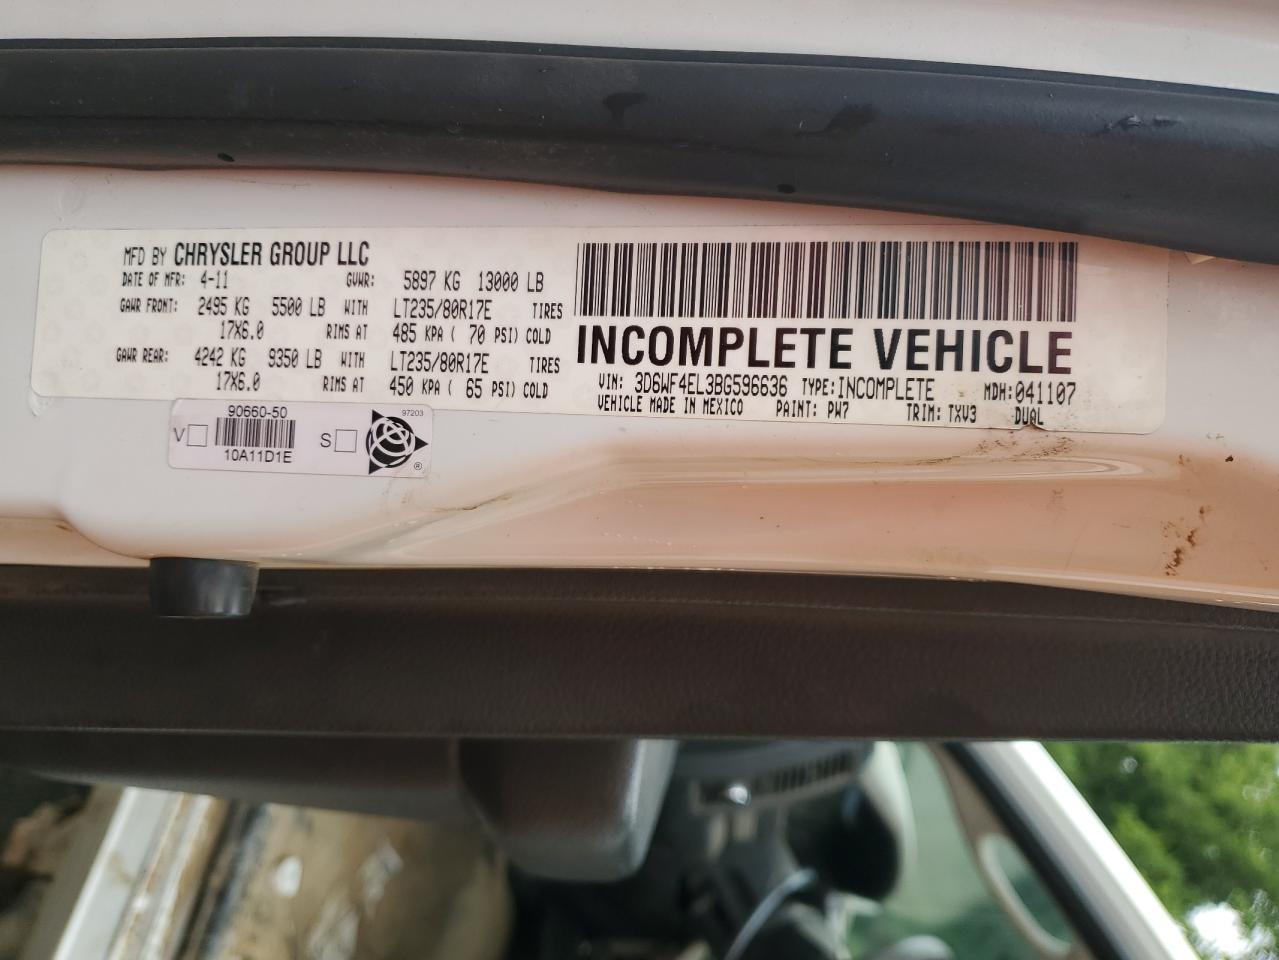 MFD BY CHRYSLER GROUP LLC
DATE OF MFR: 4-11 GVWR: 5897 KG 13000 LB
GAWR FRONT: 2495 KG 5500 LB WITH LT235/80R17E TIRES
17X6.0 RIMS AT 485 KPA ( 70 PSI) COLD
GAWR REAR: 4242 KG 9350 LB WITH LT235/80R17E TIRES
17X6.0 RIMS AT 450 KPA ( 65 PSI) COLD
INCOMPLETE VEHICLE
VIN: 3D6WF4EL3BG596636 TYPE: INCOMPLETE MDH: 041107
VEHICLE MADE IN MEXICO PAINT: PW7 TRIM: TXV3 DUAL
90660-50 97203
V S
10A11D1E ®